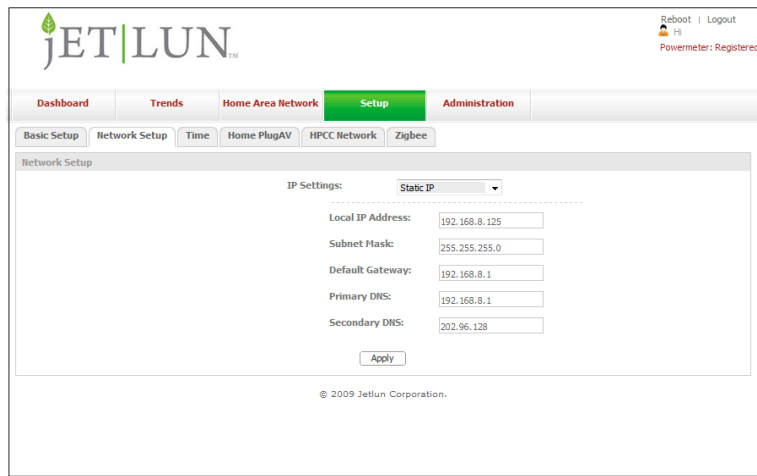 jET|LUN™
Reboot | Logout
Hi
Powermeter: Registered
Dashboard Trends Home Area Network Setup Administration
Basic Setup Network Setup Time Home PlugAV HPCC Network Zigbee
Network Setup
IP Settings: Static IP
Local IP Address: 192.168.8.125
Subnet Mask: 255.255.255.0
Default Gateway: 192.168.8.1
Primary DNS: 192.168.8.1
Secondary DNS: 202.96.128
Apply
© 2009 Jetlun Corporation.